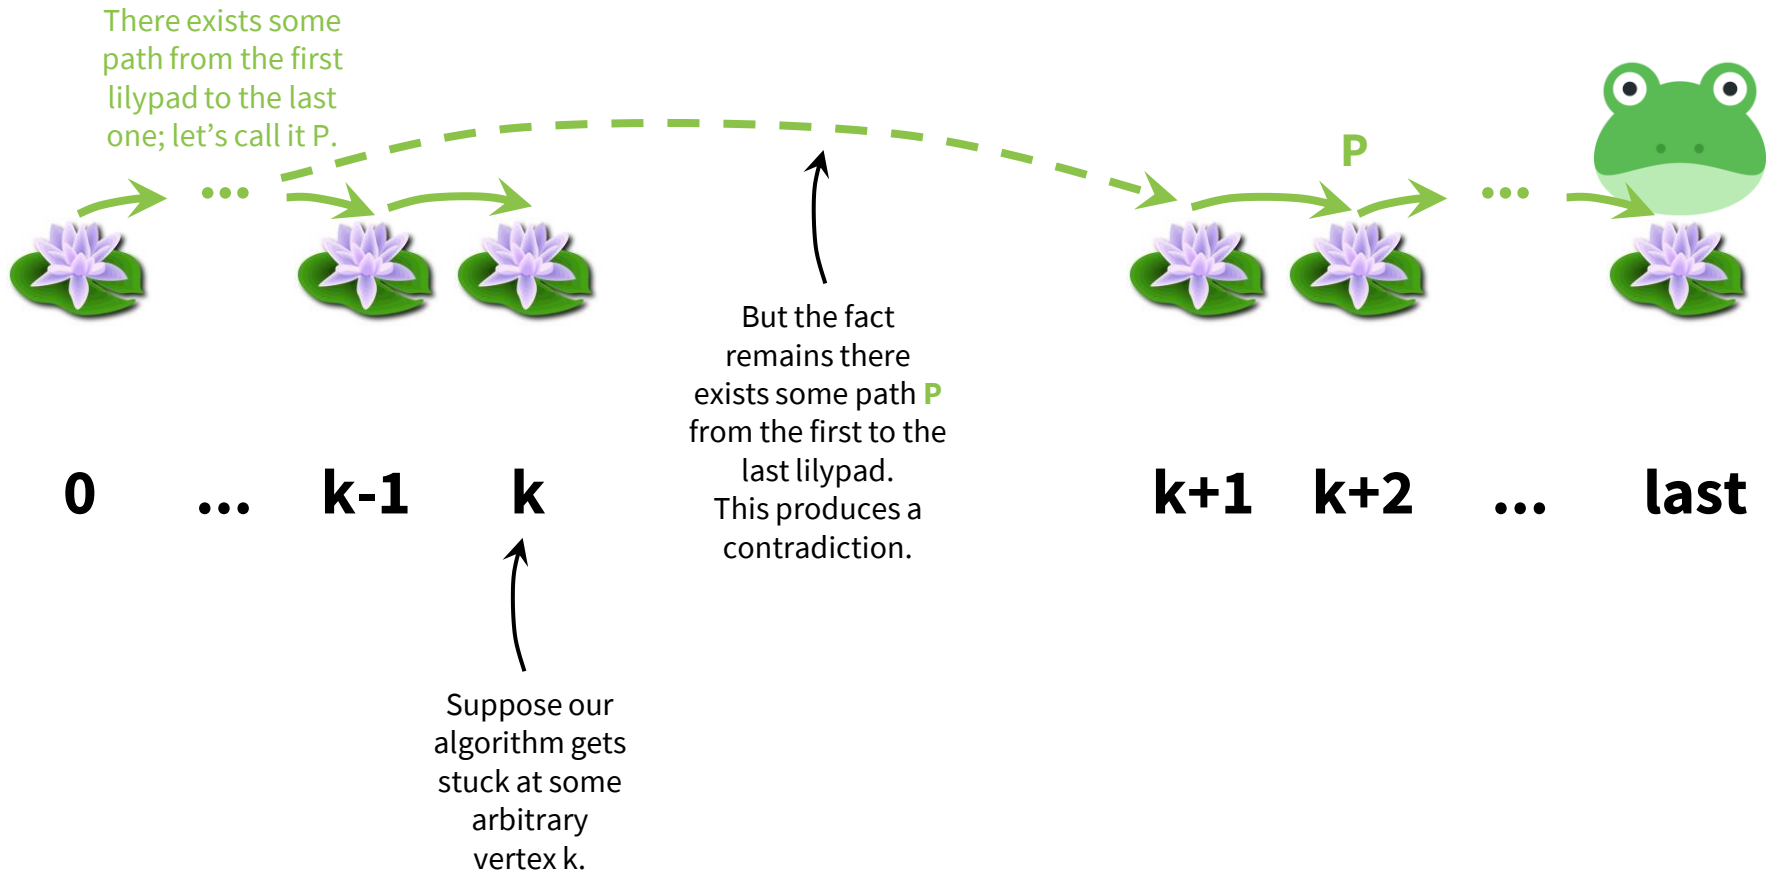 There exists some
path from the first
lilypad to the last
one; let's call it P.
...
P
...
But the fact
remains there
exists some path P
from the first to the
last lilypad.
This produces a
contradiction.
0 ... k-1 k k+1 k+2 ... last
Suppose our
algorithm gets
stuck at some
arbitrary
vertex k.